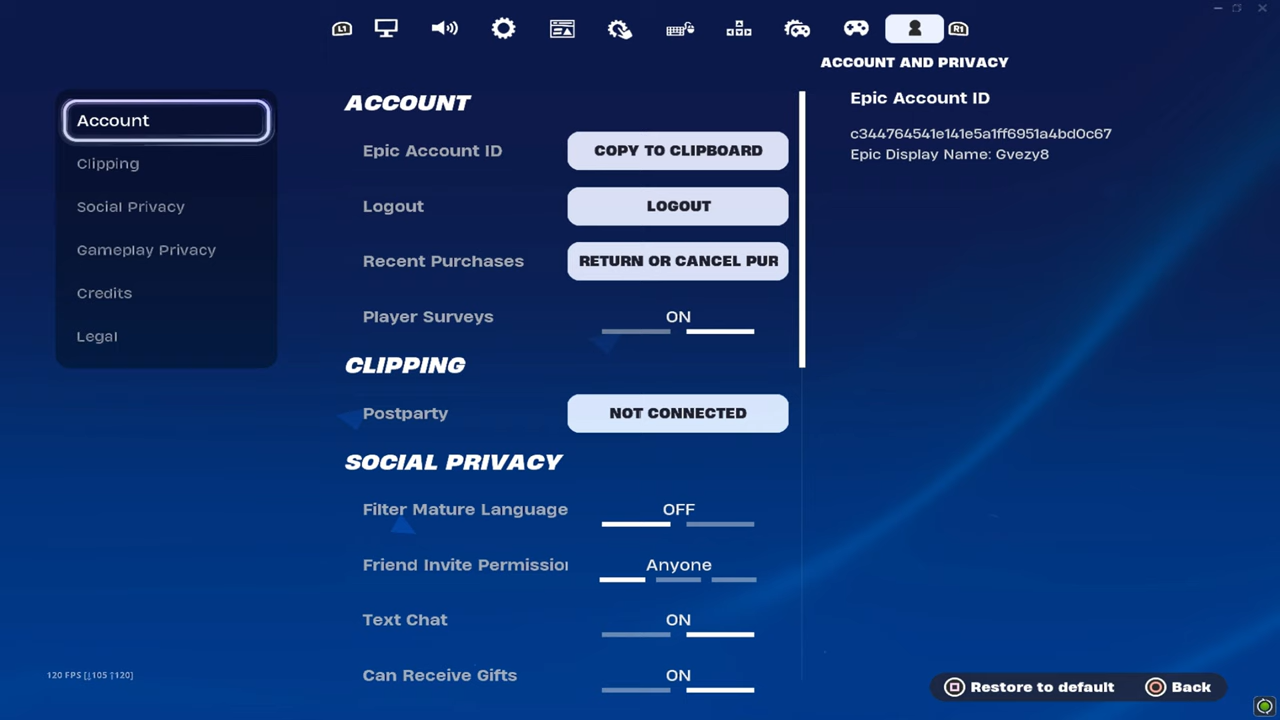 L1
R1
ACCOUNT AND PRIVACY
Account
Clipping
Social Privacy
Gameplay Privacy
Credits
Legal
ACCOUNT
Epic Account ID
COPY TO CLIPBOARD
Logout
LOGOUT
Recent Purchases
RETURN OR CANCEL PUR
Player Surveys
ON
CLIPPING
Postparty
NOT CONNECTED
SOCIAL PRIVACY
Filter Mature Language
OFF
Friend Invite Permission
Anyone
Text Chat
ON
Can Receive Gifts
ON
Epic Account ID
c344764541e141e5a1ff6951a4bd0c67
Epic Display Name: Gvezy8
120 FPS [↓105 ↑120]
Restore to default
Back